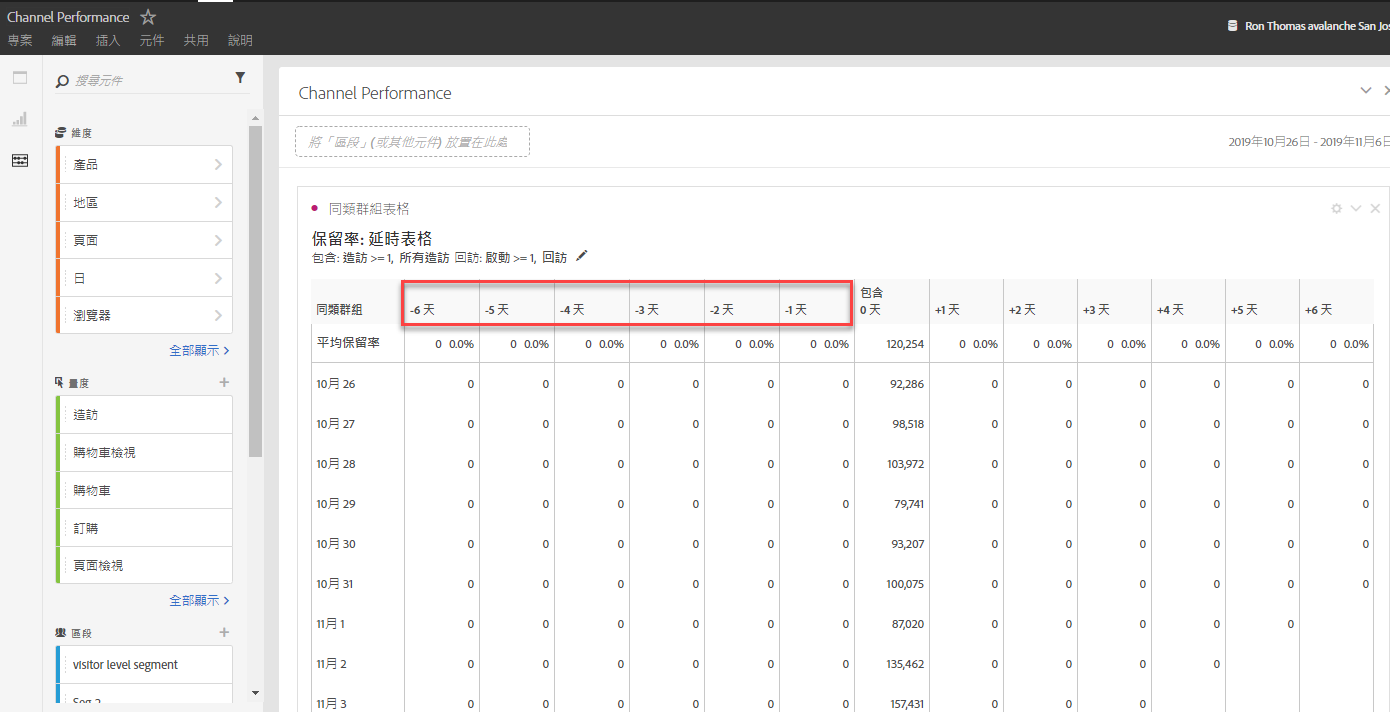 Channel Performance
專案 編輯 插入 元件 共用 說明
Ron Thomas avalanche San Jos
搜尋元件
維度
產品
地區
頁面
日
瀏覽器
全部顯示
量度
造訪
購物車檢視
購物車
訂購
頁面檢視
全部顯示
區段
visitor level segment
Seg 2
Channel Performance
將「區段」(或其他元件) 放置在此處
2019年10月26日 - 2019年11月6日
同類群組表格
保留率: 延時表格
包含: 造訪 >= 1, 所有造訪 回訪: 啟動 >= 1, 回訪
同類群組 -6 天 -5 天 -4 天 -3 天 -2 天 -1 天 包含 0 天 +1 天 +2 天 +3 天 +4 天 +5 天 +6 天
平均保留率 0 0.0% 0 0.0% 0 0.0% 0 0.0% 0 0.0% 0 0.0% 120,254 0 0.0% 0 0.0% 0 0.0% 0 0.0% 0 0.0% 0 0.0%
10月 26 0 0 0 0 0 0 92,286 0 0 0 0 0 0
10月 27 0 0 0 0 0 0 98,518 0 0 0 0 0 0
10月 28 0 0 0 0 0 0 103,972 0 0 0 0 0 0
10月 29 0 0 0 0 0 0 79,741 0 0 0 0 0 0
10月 30 0 0 0 0 0 0 93,207 0 0 0 0 0 0
10月 31 0 0 0 0 0 0 100,075 0 0 0 0 0 0
11月 1 0 0 0 0 0 0 87,020 0 0 0 0 0
11月 2 0 0 0 0 0 0 135,462 0 0 0 0
11月 3 0 0 0 0 0 0 157,431 0 0 0